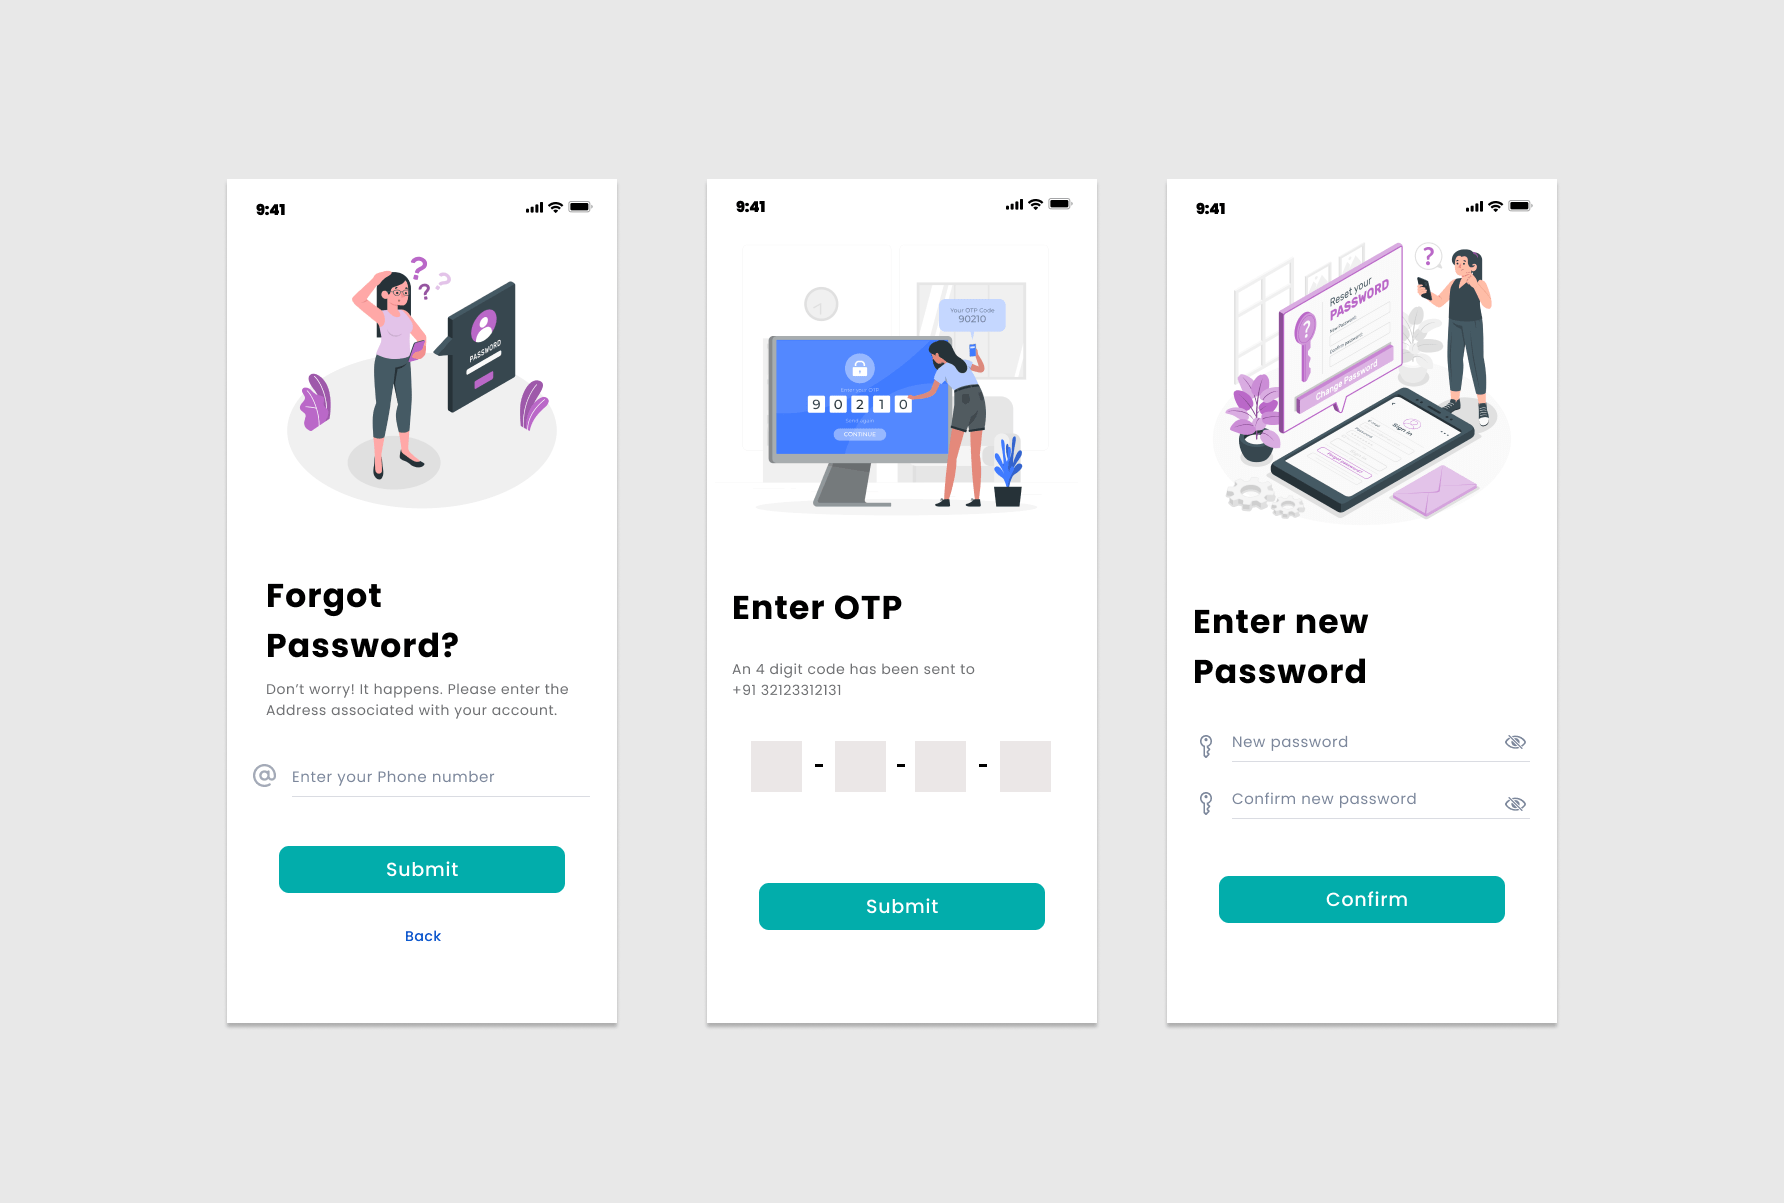 9:41
? ? ?
PASSWORD
Forgot
Password?
Don’t worry! It happens. Please enter the
Address associated with your account.
@ Enter your Phone number
Submit
Back
9:41
Your OTP Code
90210
Enter your OTP
9 0 2 1 0
Send again
CONTINUE
Enter OTP
An 4 digit code has been sent to
+91 32123312131
- - -
Submit
9:41
?
Reset your
PASSWORD
New Password
Confirm password
?
Change Password
Sign in
Password
Forgot password?
Enter new
Password
New password
Confirm new password
Confirm